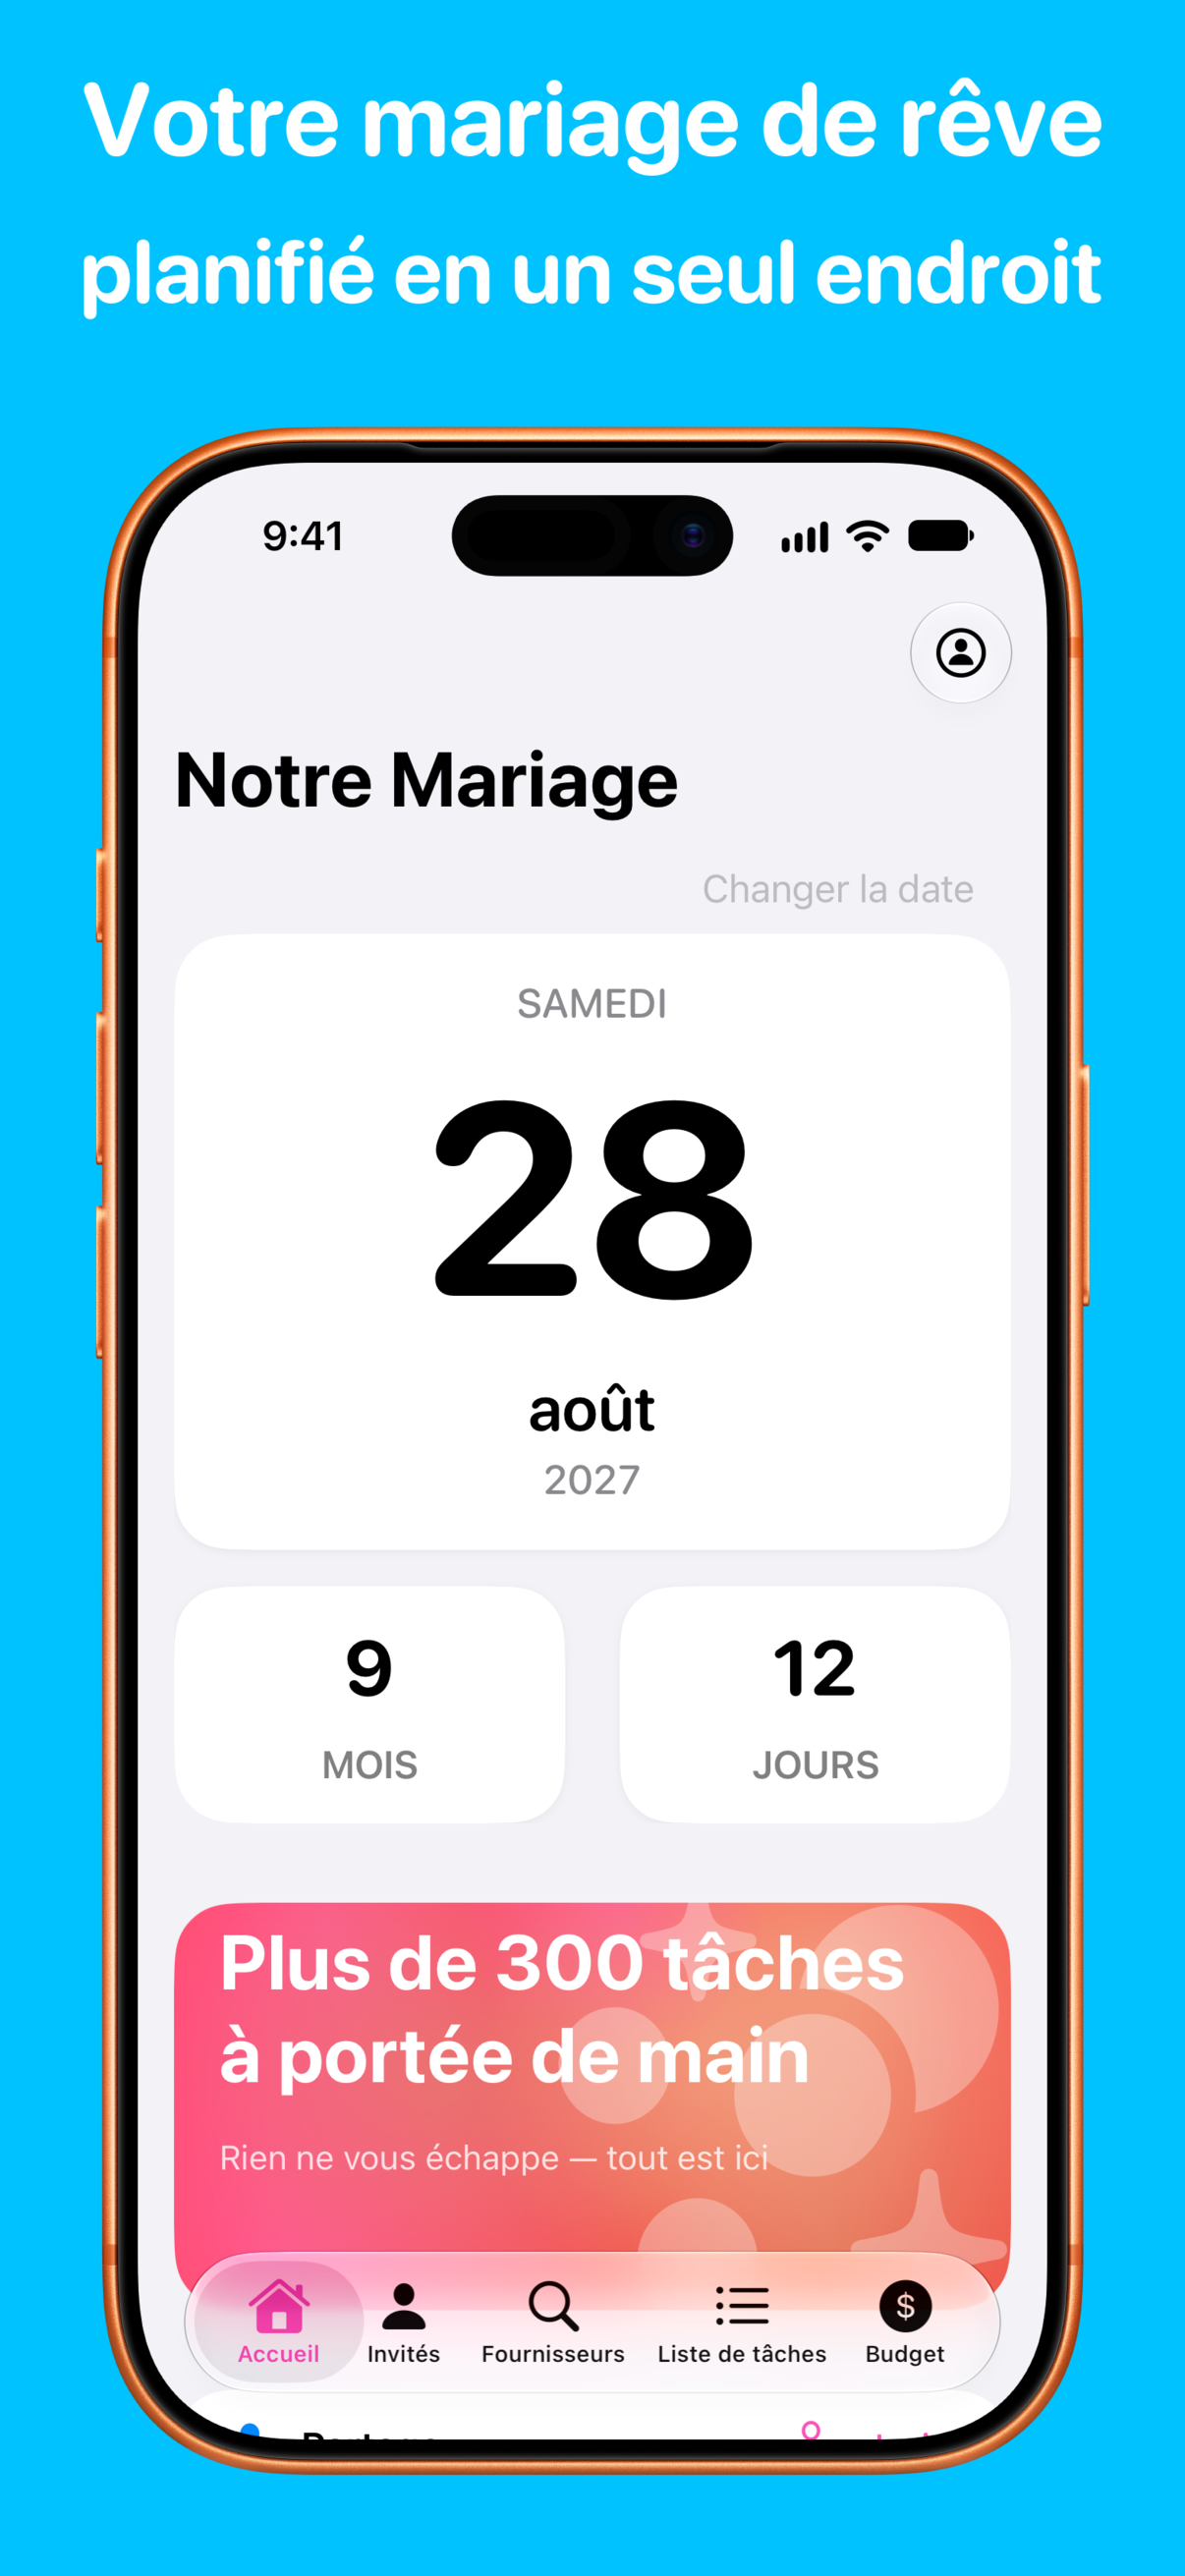 Votre mariage de rêve
planifié en un seul endroit
9:41
Notre Mariage
Changer la date
SAMEDI
28
août
2027
9
MOIS
12
JOURS
Plus de 300 tâches
à portée de main
Rien ne vous échappe — tout est ici
Accueil
Invités
Fournisseurs
Liste de tâches
Budget